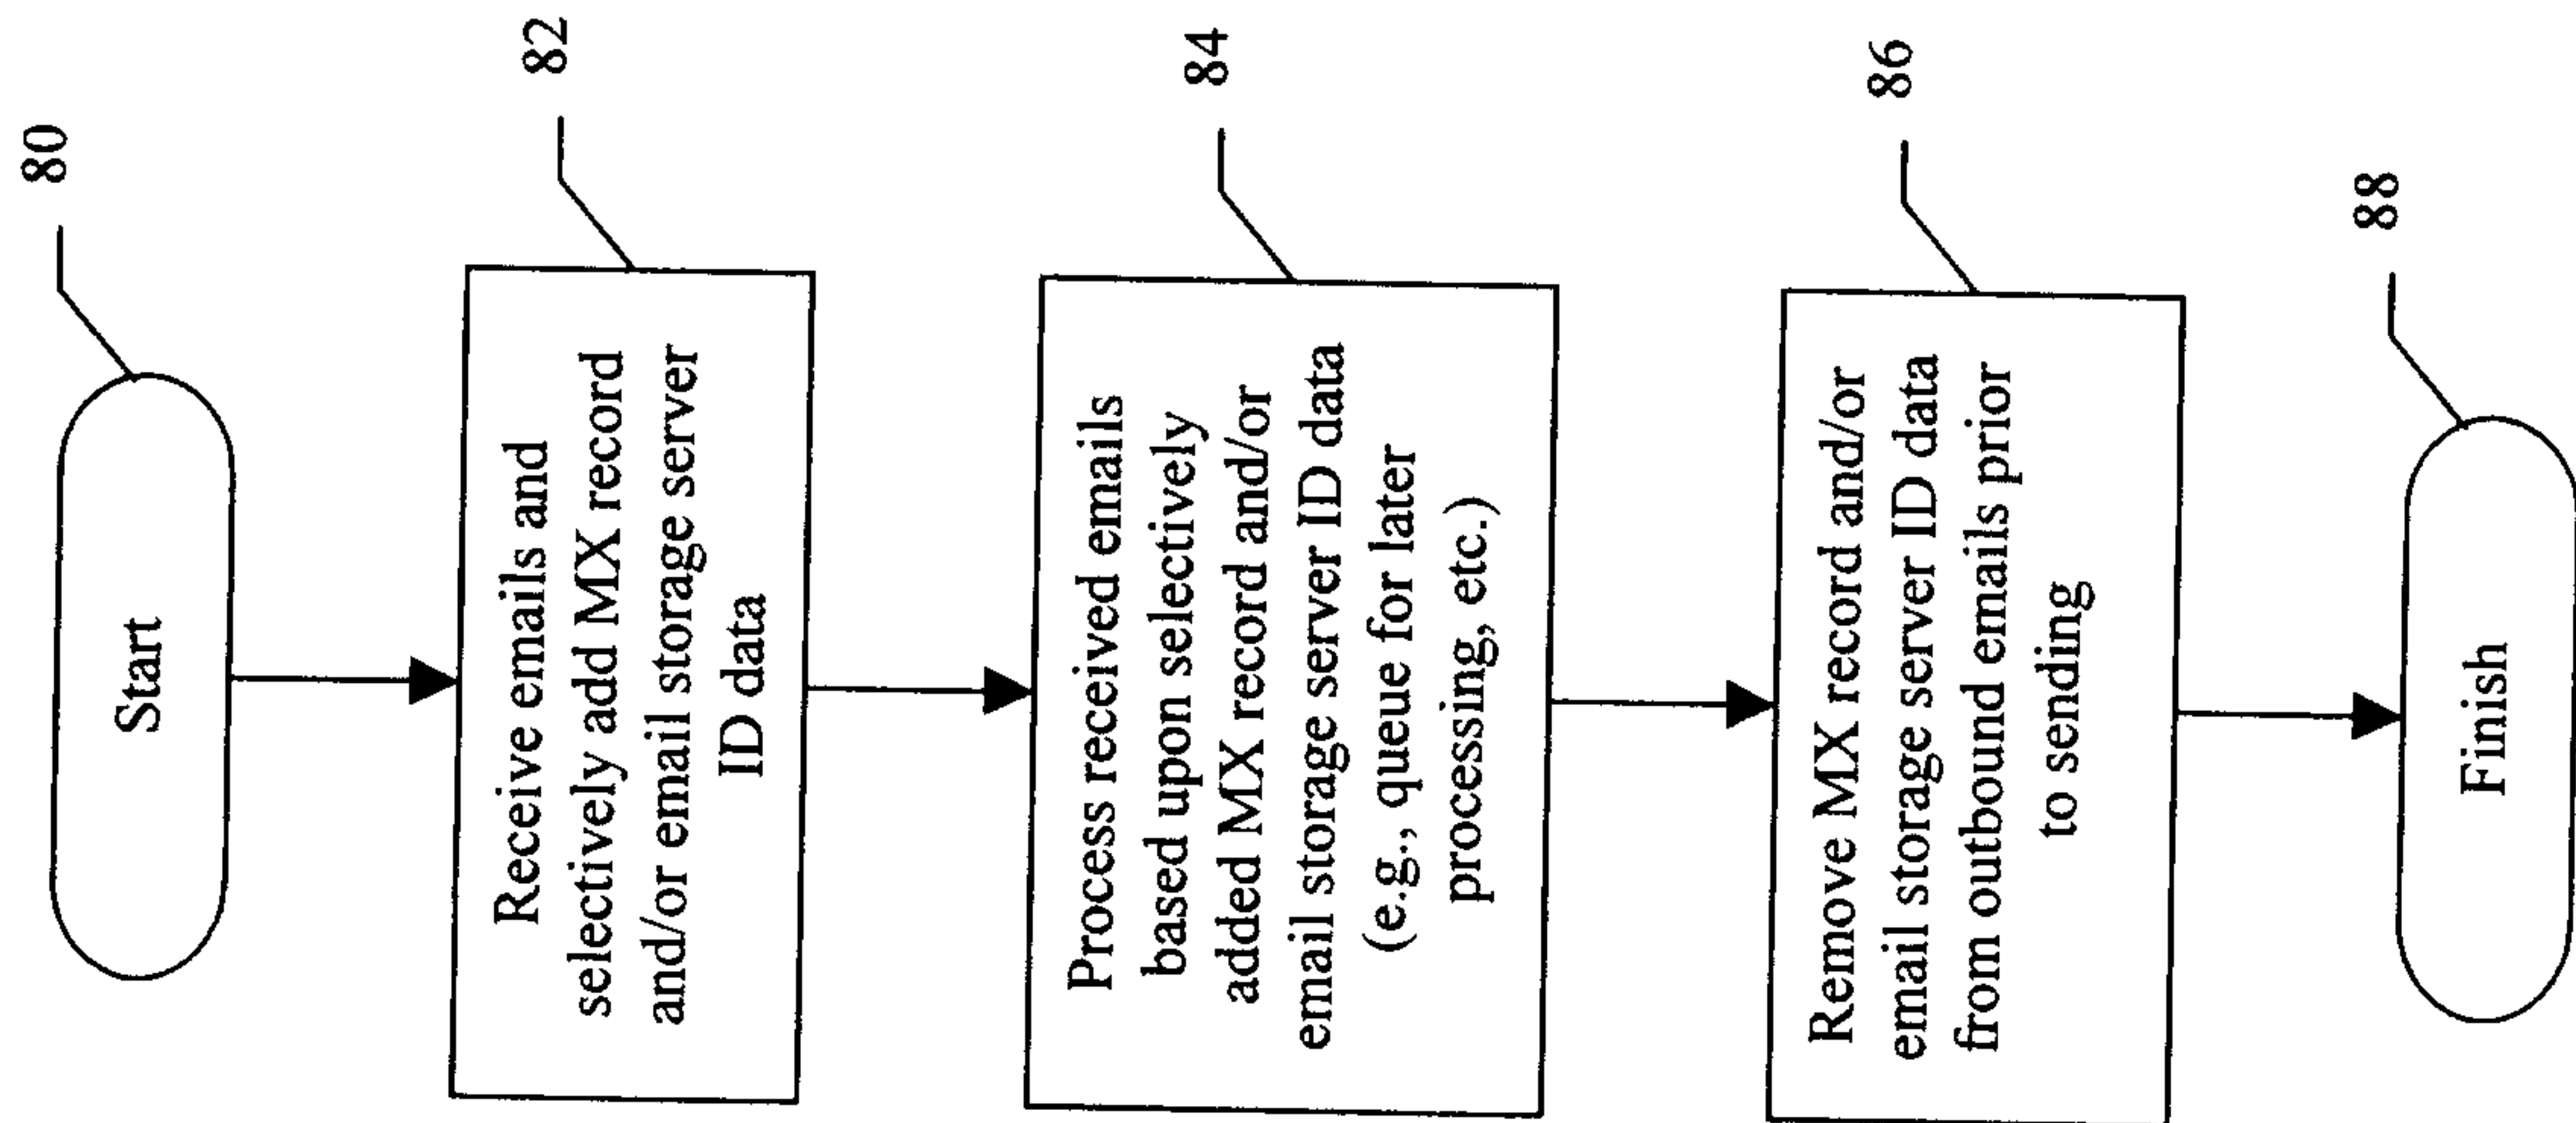 80
Start
82
Receive emails and
selectively add MX record
and/or email storage server
ID data
84
Process received emails
based upon selectively
added MX record and/or
email storage server ID data
(e.g., queue for later
processing, etc.)
86
Remove MX record and/or
email storage server ID data
from outbound emails prior
to sending
88
Finish